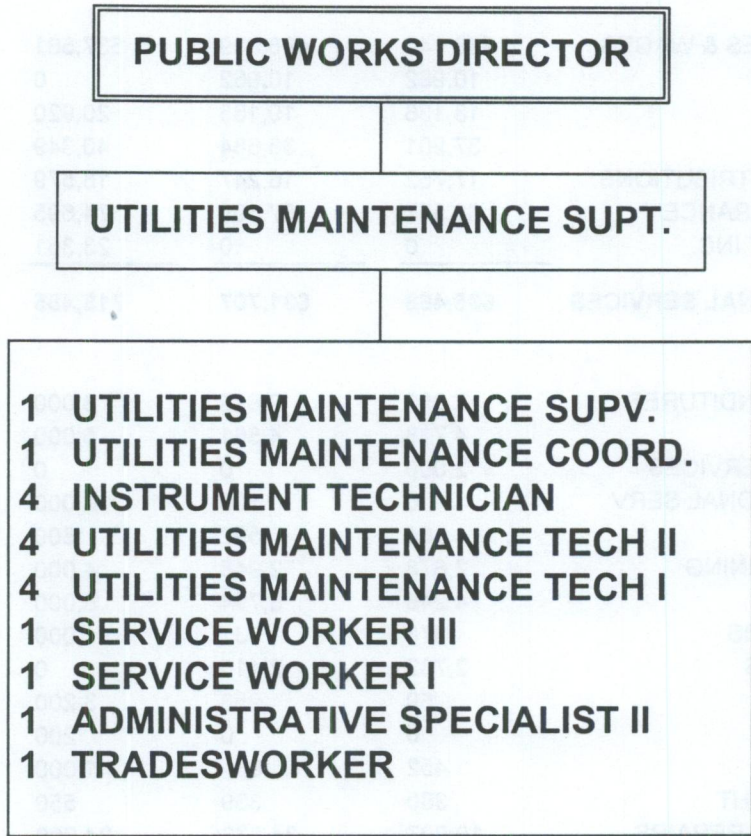 PUBLIC WORKS DIRECTOR
UTILITIES MAINTENANCE SUPT.
1 UTILITIES MAINTENANCE SUPV.
1 UTILITIES MAINTENANCE COORD.
4 INSTRUMENT TECHNICIAN
4 UTILITIES MAINTENANCE TECH II
4 UTILTIES MAINTENANCE TECH I
1 SERVICE WORKER III
1 SERVICE WORKER I
1 ADMINISTRATIVE SPECIALIST II
1 TRADESWORKER